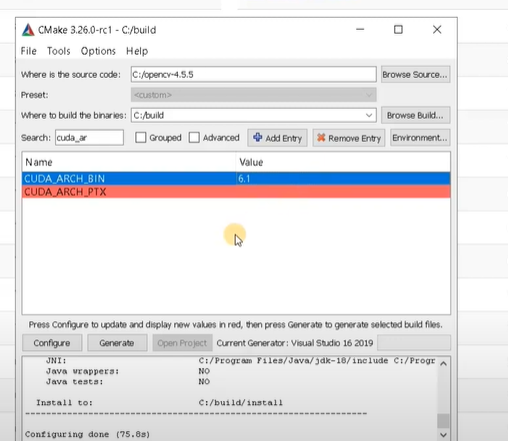 CMake 3.26.0-rc1 - C:/build
File Tools Options Help
Where is the source code: C:/opencv-4.5.5 Browse Source...
Preset: <custom>
Where to build the binaries: C:/build Browse Build...
Search: cuda_ar Grouped Advanced Add Entry Remove Entry Environment...
Name Value
CUDA_ARCH_BIN 6.1
CUDA_ARCH_PTX
Press Configure to update and display new values in red, then press Generate to generate selected build files.
Configure Generate Open Project Current Generator: Visual Studio 16 2019
JNI: C:/Program Files/Java/jdk-18/include C:/Progr
Java wrappers: NO
Java tests: NO
Install to: C:/build/install
-----------------------------------------------------------------
Configuring done (75.8s)